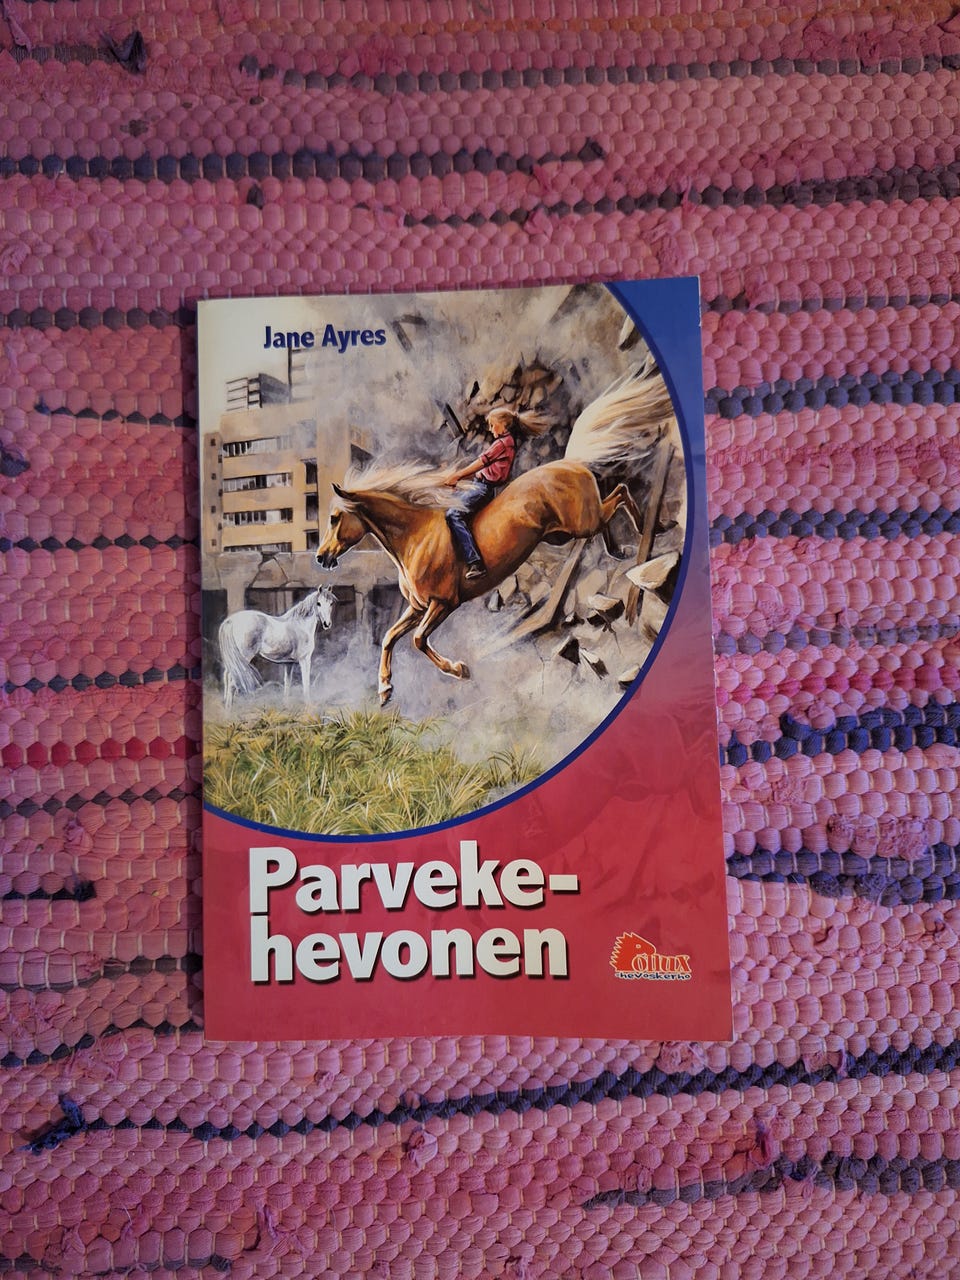 Jane Ayres
Parveke-
hevonen
Pollux
hevoskerho